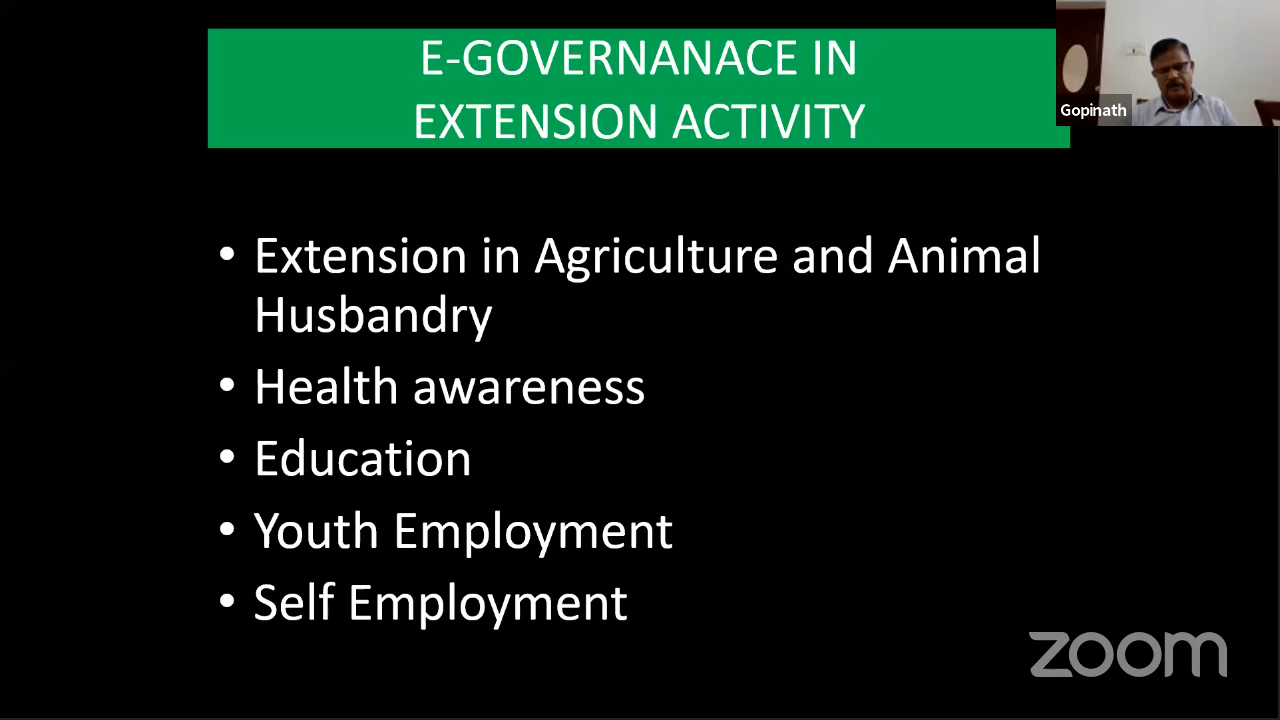 E-GOVERNANACE IN
EXTENSION ACTIVITY
Gopinath
• Extension in Agriculture and Animal
Husbandry
• Health awareness
• Education
• Youth Employment
• Self Employment
zoom